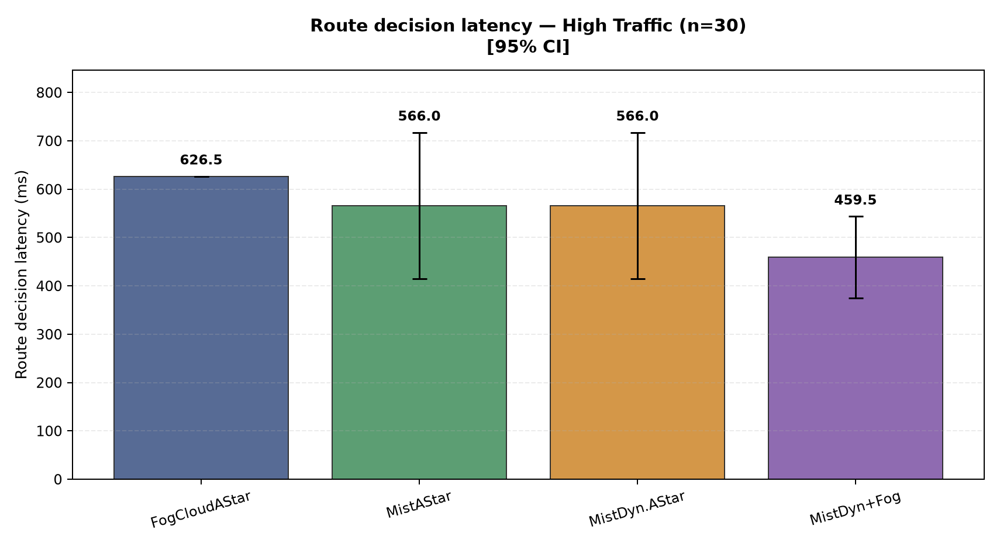 Route decision latency — High Traffic (n=30)
[95% CI]
Route decision latency (ms)
800
700
600
500
400
300
200
100
0
626.5
566.0
566.0
459.5
FogCloudAStar
MistAStar
MistDyn.AStar
MistDyn+Fog